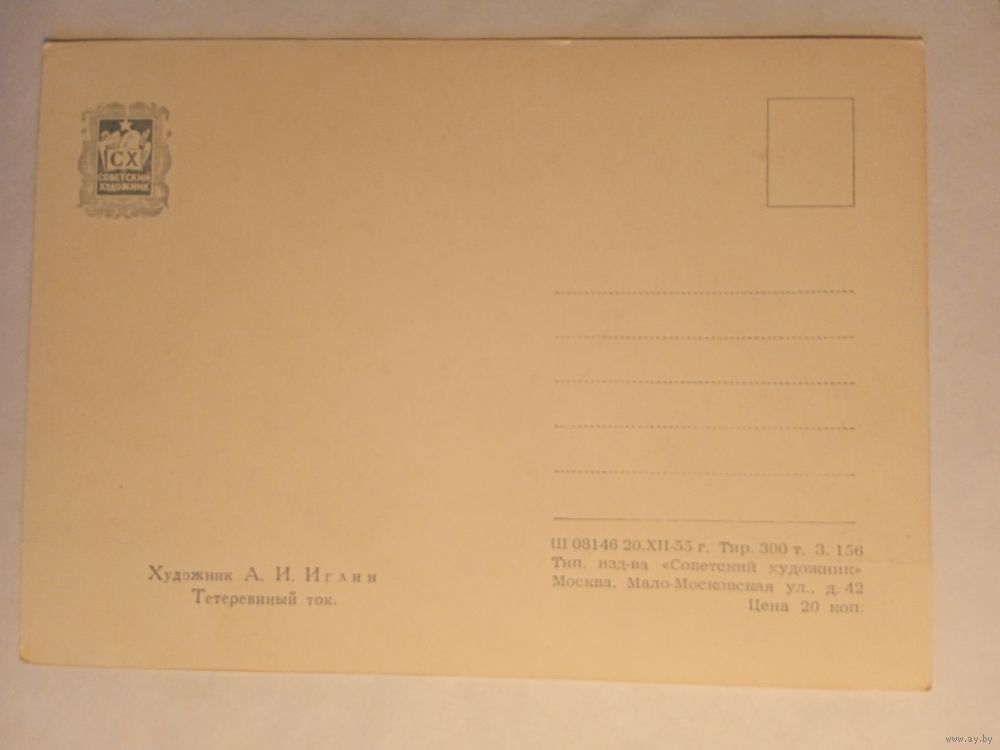 СХ
СОВЕТСКИЙ
ХУДОЖНИК
Художник А. И. Иглин
Тетеревиный ток.
Ш 08146 20.XII-55 г. Тир. 300 т. З. 156
Тип. изд-ва «Советский художник»
Москва, Мало-Московская ул., д. 42
Цена 20 коп.
www.ay.by